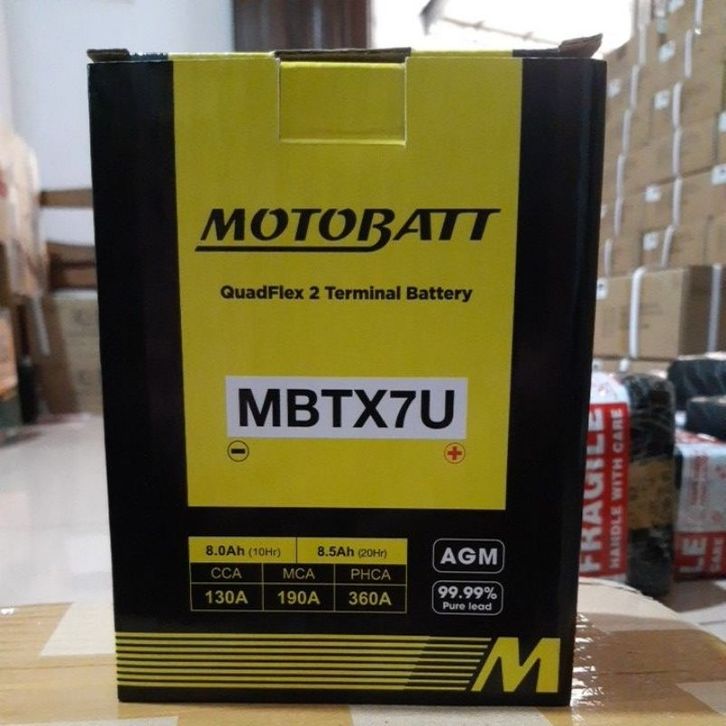 MOTOBATT
QuadFlex 2 Terminal Battery
MBTX7U
- +
8.0Ah (10Hr) 8.5Ah (20Hr)
CCA MCA PHCA
130A 190A 360A
AGM
99.99%
Pure lead
M
FRAGILE
HANDLE WITH CARE